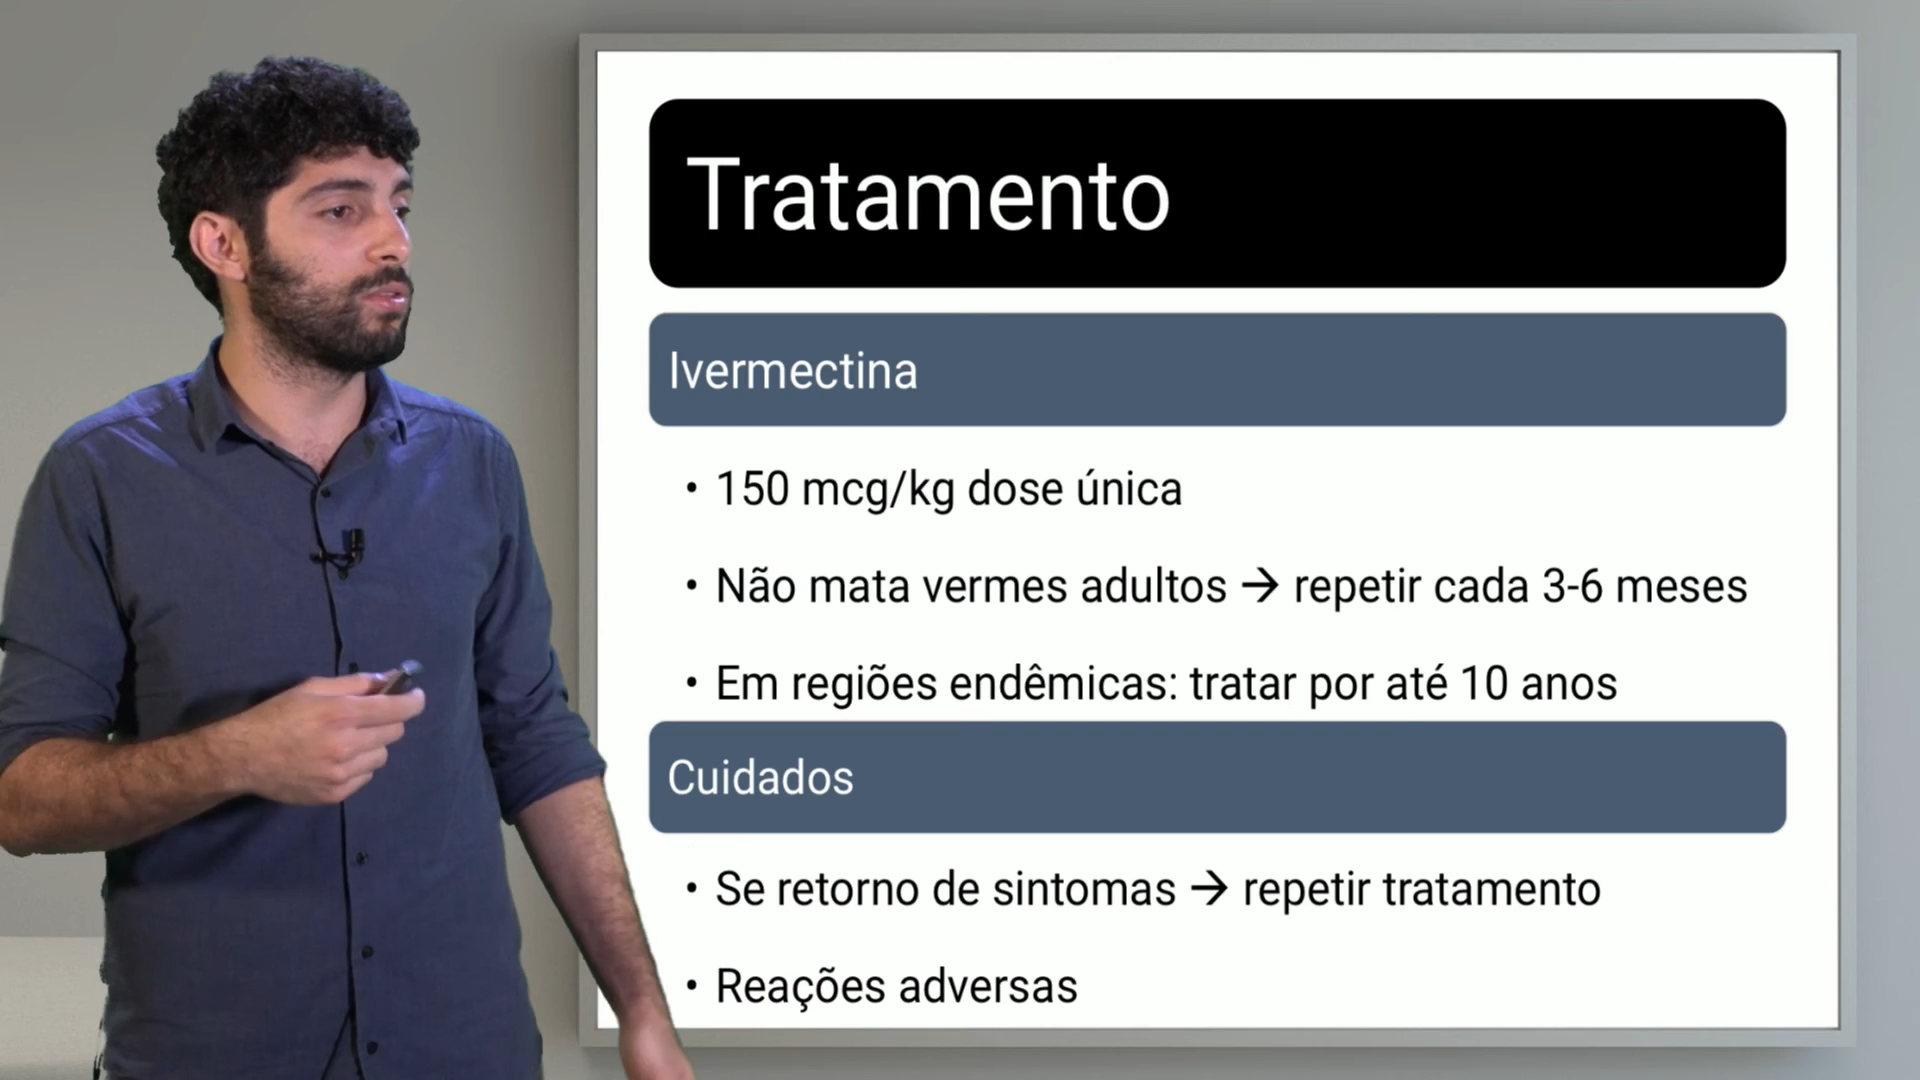 Tratamento
Ivermectina
• 150 mcg/kg dose única
• Não mata vermes adultos → repetir cada 3-6 meses
• Em regiões endêmicas: tratar por até 10 anos
Cuidados
• Se retorno de sintomas → repetir tratamento
• Reações adversas